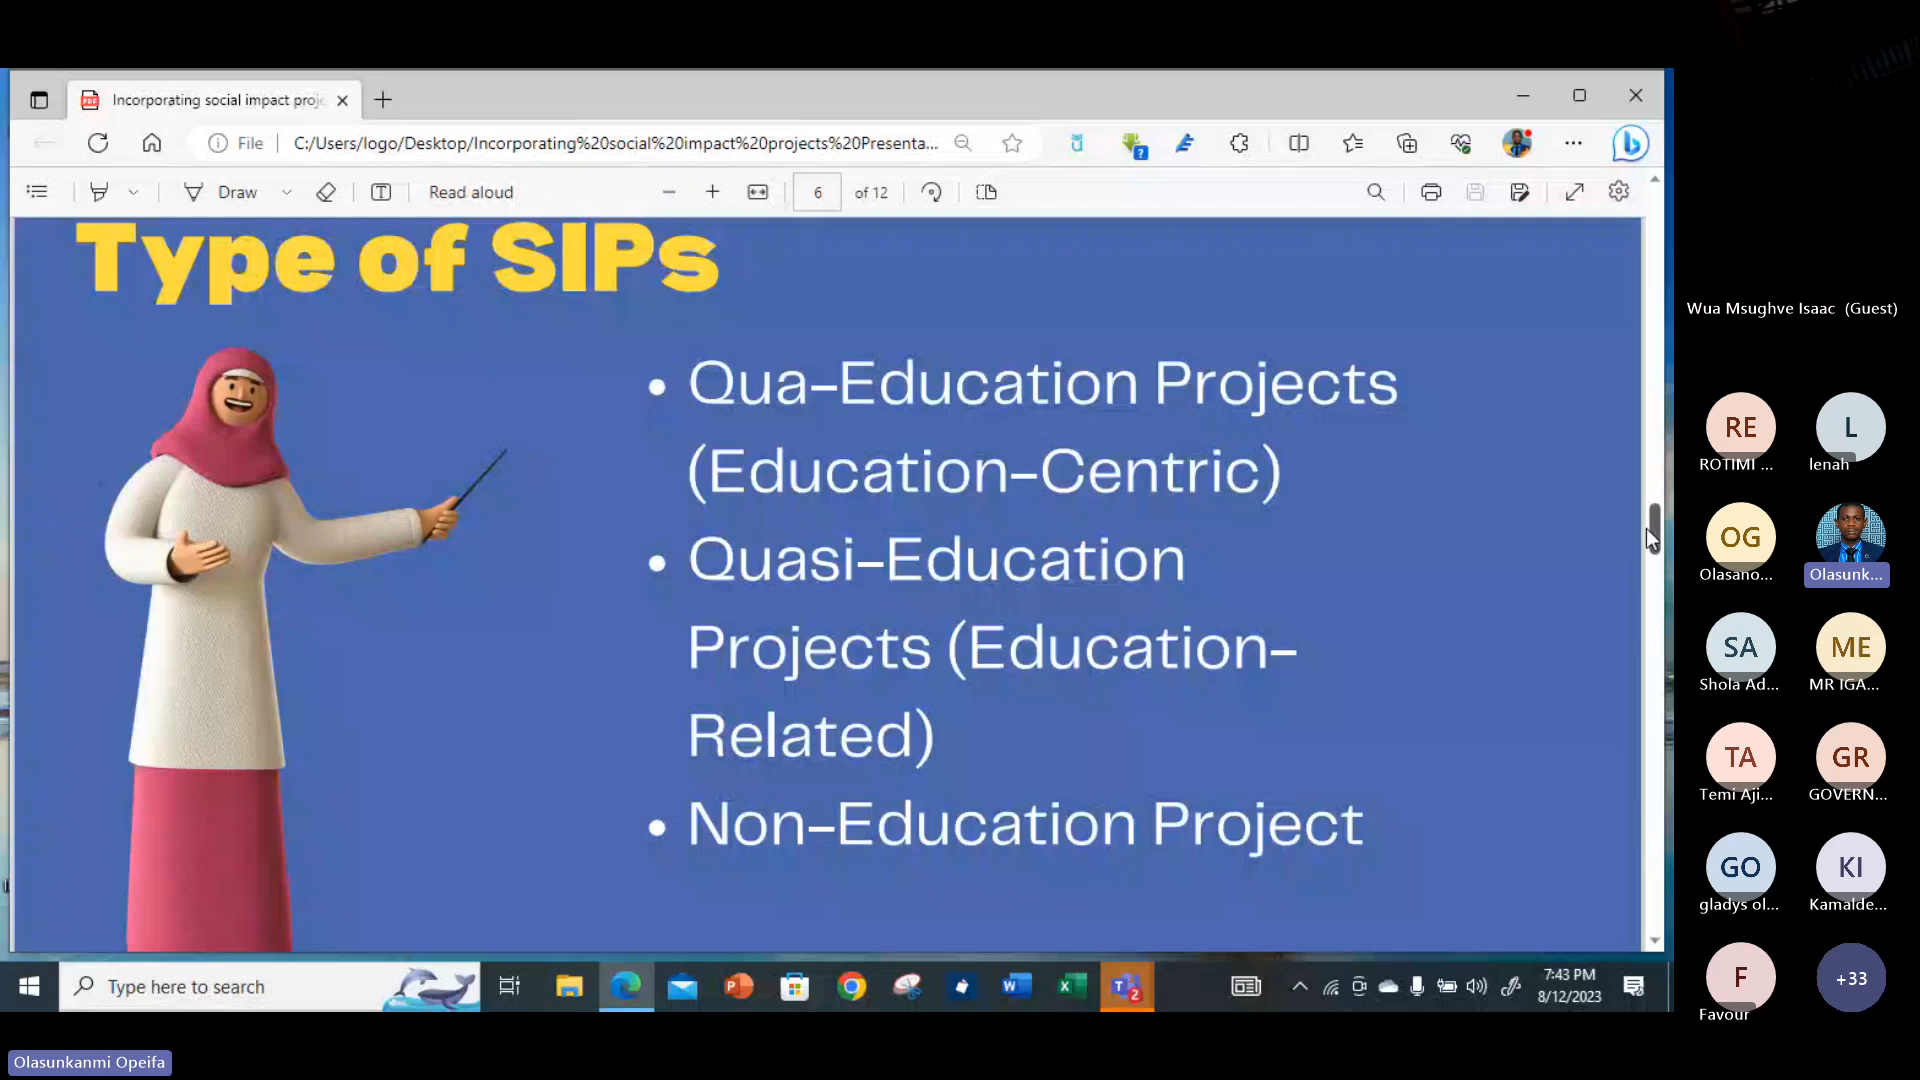 Incorporating social impact proj
File
C:/Users/logo/Desktop/Incorporating%20social%20impact%20projects%20Presenta...
Draw
Read aloud
6
of 12
Type of SIPs
• Qua-Education Projects
(Education-Centric)
• Quasi-Education
Projects (Education-
Related)
• Non-Education Project
Type here to search
7:43 PM
8/12/2023
Olasunkanmi Opeifa
Wua Msughve Isaac (Guest)
RE
ROTIMI ...
L
lenah
OG
Olasano...
Olasunk...
SA
Shola Ad...
ME
MR IGA...
TA
Temi Aji...
GR
GOVERN...
GO
gladys ol...
KI
Kamalde...
F
Favour
+33